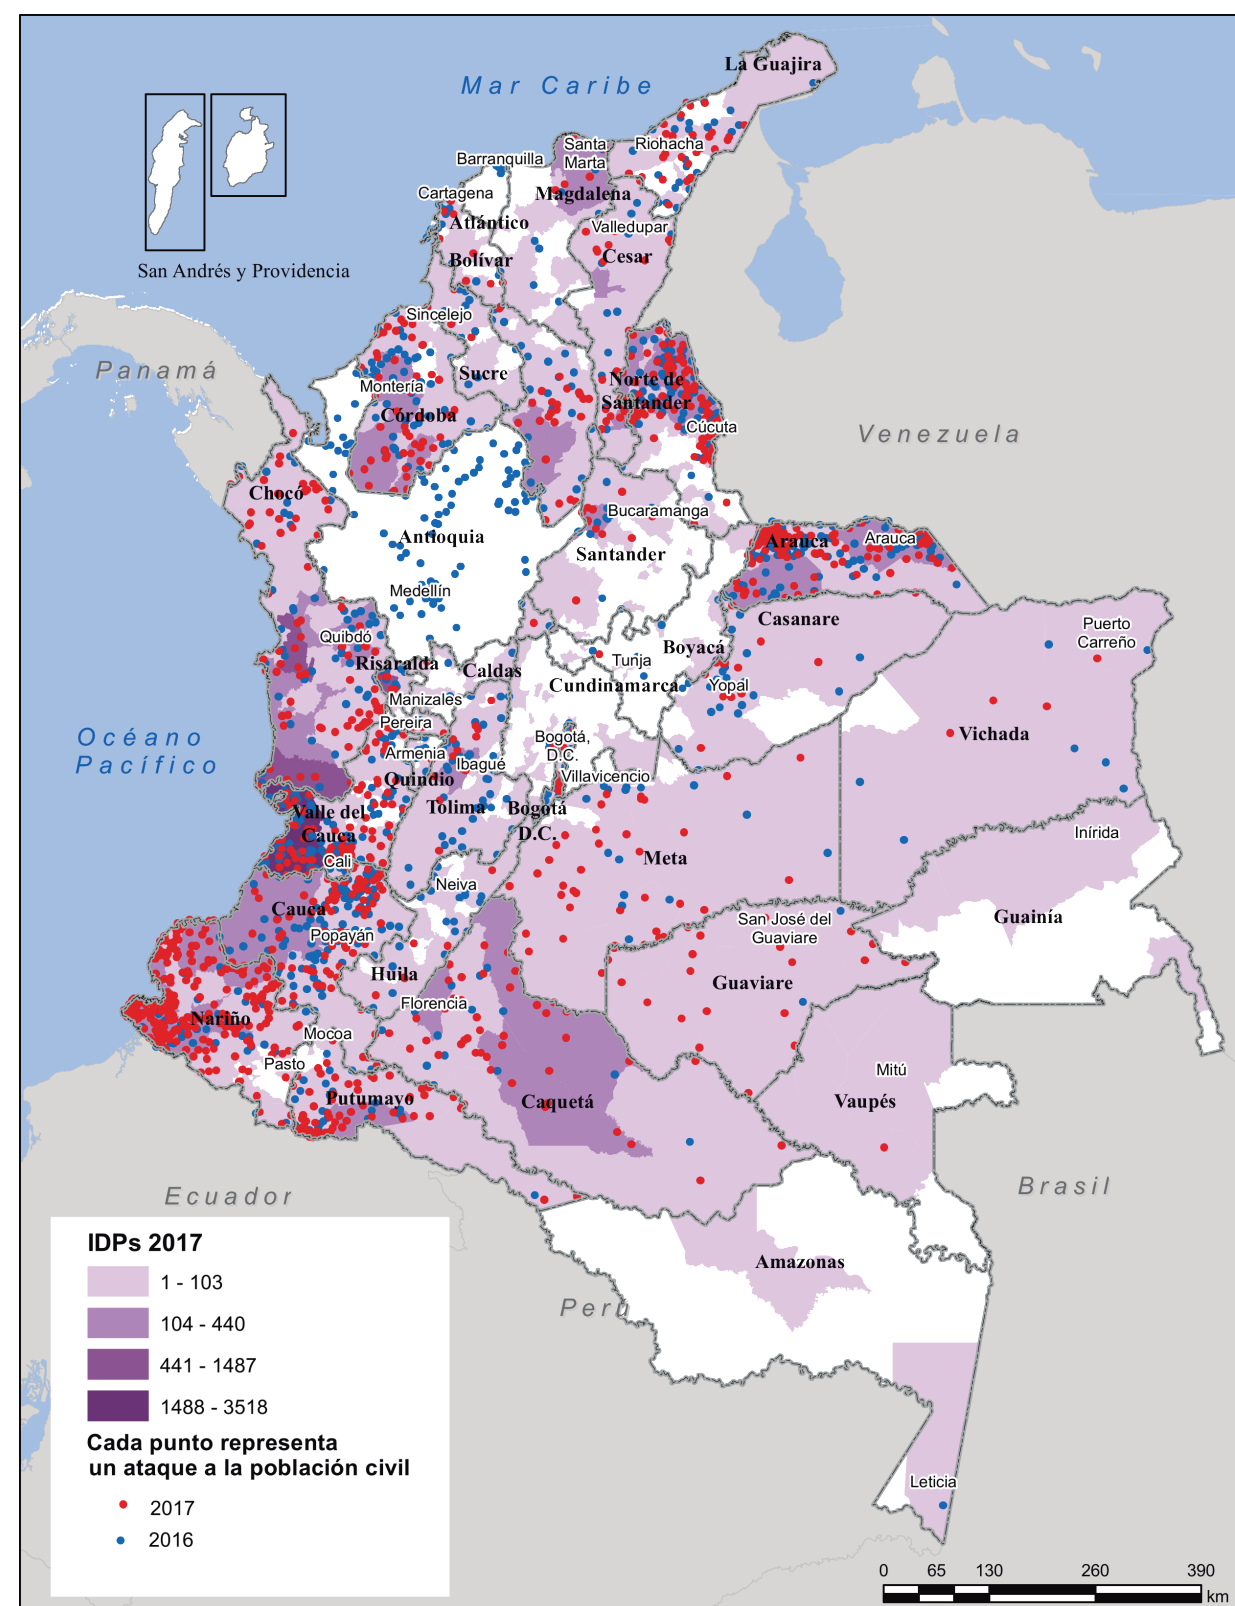 La Guajira
Mar Caribe
Riohacha
Santa
Marta
Barranquilla
Cartagena
Magdalena
Atlántico
Valledupar
Bolívar
Cesar
San Andrés y Providencia
Sincelejo
Panamá
Sucre
Montería
Norte de
Santander
Córdoba
Cúcuta
Venezuela
Chocó
Bucaramanga
Antioquia
Santander
Arauca
Arauca
Medellín
Casanare
Puerto
Carreño
Quibdó
Boyacá
Risaralda
Caldas
Tunja
Cundinamarca
Yopal
Manizales
Pereira
Vichada
Océano
Pacífico
Bogotá,
D.C.
Armenia
Ibagué
Villavicencio
Quindio
Tolima
Bogotá
D.C.
Valle del
Cauca
Inírida
Cali
Meta
Neiva
Cauca
Guainía
San José del
Guaviare
Popayán
Huila
Guaviare
Florencia
Nariño
Mocoa
Pasto
Mitú
Putumayo
Caquetá
Vaupés
Ecuador
Brasil
Amazonas
Perú
Leticia
IDPs 2017
1 - 103
104 - 440
441 - 1487
1488 - 3518
Cada punto representa
un ataque a la población civil
2017
2016
0 65 130 260 390
km